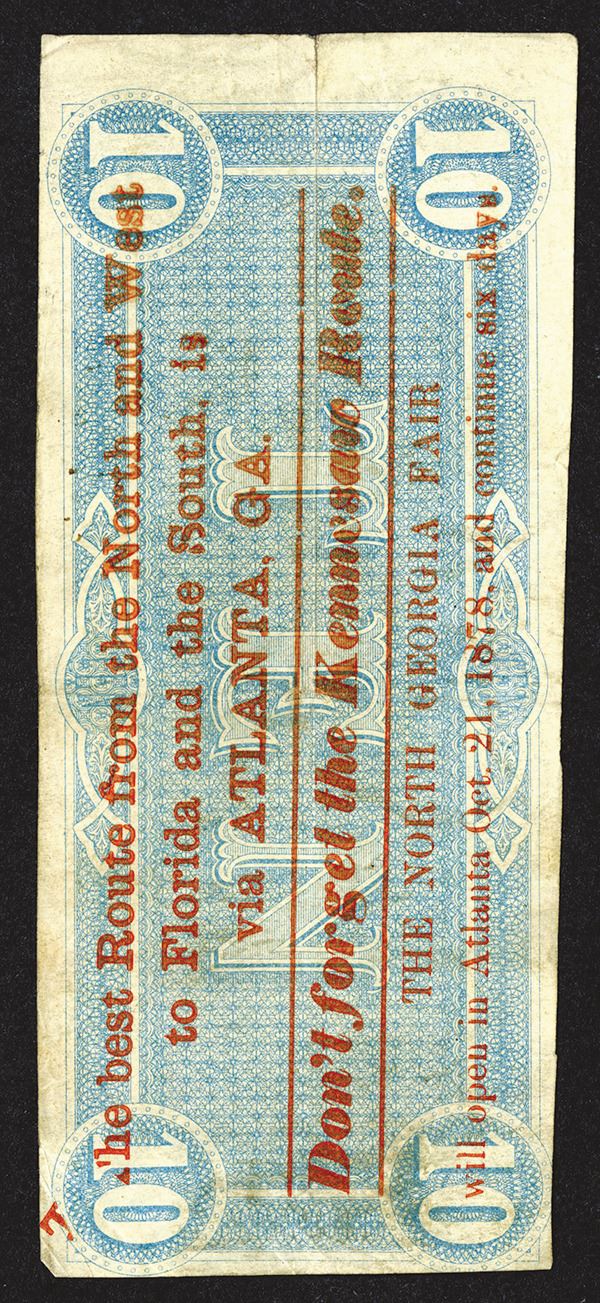 The best Route from the North and West
to Florida and the South, is
via ATLANTA, GA.
Don't forget the Kennesaw Route.
THE NORTH GEORGIA FAIR
will open in Atlanta Oct. 21, 1878, and continue six days.
10
10
TEN
10
10